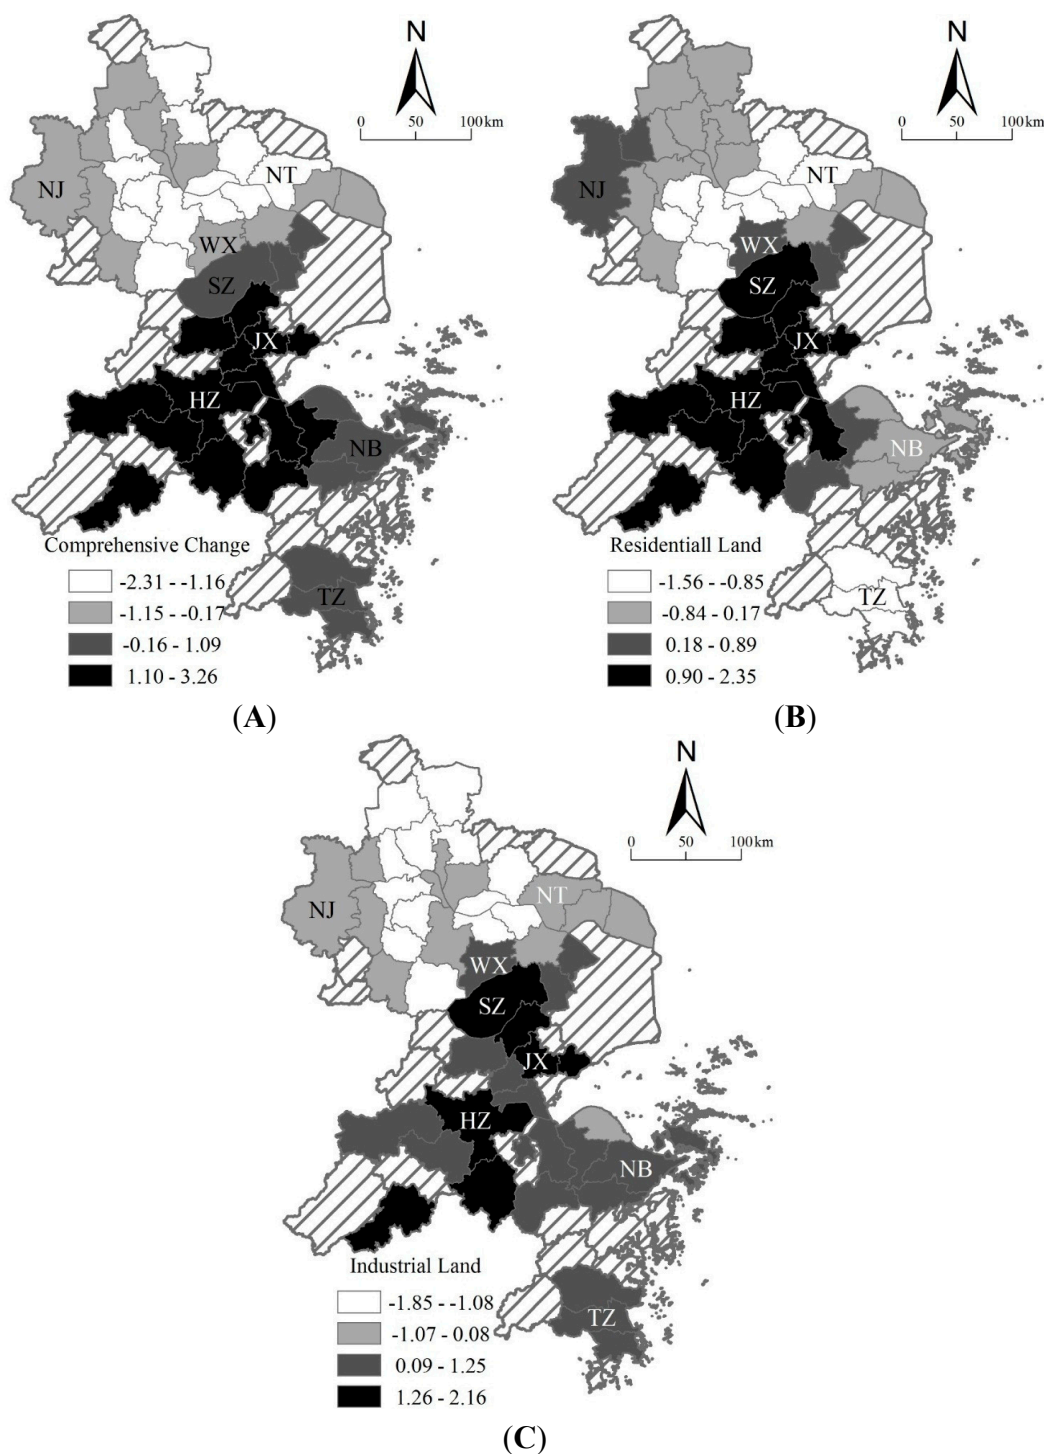 N
0 50 100km
NJ
NT
WX
SZ
JX
HZ
NB
TZ
Comprehensive Change
-2.31 - -1.16
-1.15 - -0.17
-0.16 - 1.09
1.10 - 3.26
(A)
N
0 50 100km
NJ
NT
WX
SZ
JX
HZ
NB
TZ
Residentiall Land
-1.56 - -0.85
-0.84 - 0.17
0.18 - 0.89
0.90 - 2.35
(B)
N
0 50 100km
NJ
NT
WX
SZ
JX
HZ
NB
TZ
Industrial Land
-1.85 - -1.08
-1.07 - 0.08
0.09 - 1.25
1.26 - 2.16
(C)